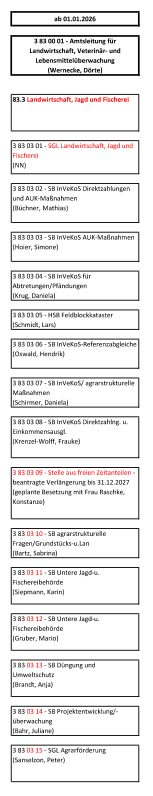 ab 01.01.2026
3 83 00 01 - Amtsleitung für
Landwirtschaft, Veterinär- und
Lebensmittelüberwachung
(Wernecke, Dörte)
83.3 Landwirtschaft, Jagd und Fischerei
3 83 03 01 - SGL Landwirtschaft, Jagd und
Fischerei
(NN)
3 83 03 02 - SB InVeKoS Direktzahlungen
und AUK-Maßnahmen
(Büchner, Mathias)
3 83 03 03 - SB InVeKoS AUK-Maßnahmen
(Hoier, Simone)
3 83 03 04 - SB InVeKoS für
Abtretungen/Pfändungen
(Krug, Daniela)
3 83 03 05 - HSB Feldblockkataster
(Schmidt, Lars)
3 83 03 06 - SB InVeKoS-Referenzabgleiche
(Oswald, Hendrik)
3 83 03 07 - SB InVeKoS/ agrarstrukturelle
Maßnahmen
(Schirmer, Daniela)
3 83 03 08 - SB InVeKoS Direktzahlng. u.
Einkommensausgl.
(Krenzel-Wolff, Frauke)
3 83 03 09 - Stelle aus freien Zeitanteilen -
beantragte Verlängerung bis 31.12.2027
(geplante Besetzung mit Frau Raschke,
Konstanze)
3 83 03 10 - SB agrarstrukturelle
Fragen/Grundstücks-u.Lan
(Bartz, Sabrina)
3 83 03 11 - SB Untere Jagd-u.
Fischereibehörde
(Siepmann, Karin)
3 83 03 12 - SB Untere Jagd-u.
Fischereibehörde
(Gruber, Mario)
3 83 03 13 - SB Düngung und
Umweltschutz
(Brandt, Anja)
3 83 03 14 - SB Projektentwicklung/-
überwachung
(Bahr, Juliane)
3 83 03 15 - SGL Agrarförderung
(Sanselzon, Peter)